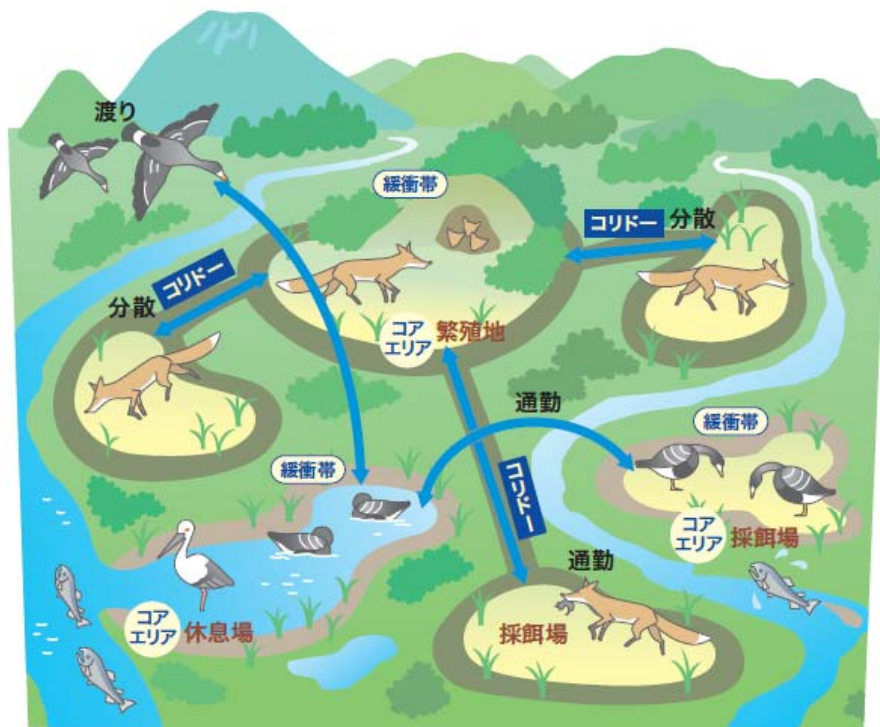 渡り
緩衝帯
コリドー
分散
コリドー
分散
コア
エリア
繁殖地
通勤
緩衝帯
緩衝帯
コリドー
コア
エリア
採餌場
通勤
コア
エリア
休息場
採餌場